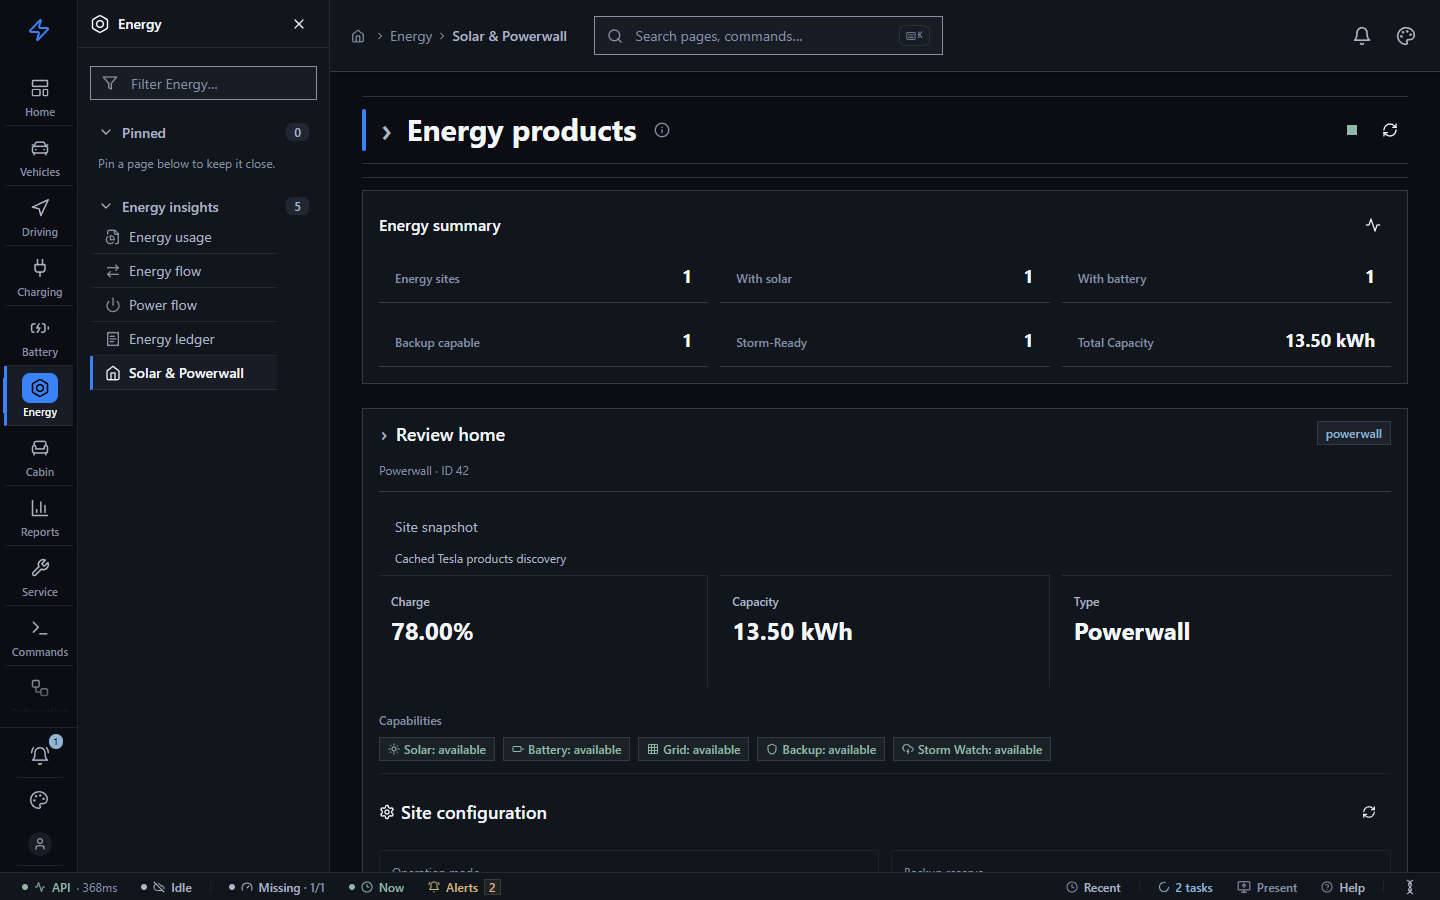 Energy
Home
Vehicles
Driving
Charging
Battery
Energy
Cabin
Reports
Service
Commands
1
Filter Energy...
Pinned
0
Pin a page below to keep it close.
Energy insights
5
Energy usage
Energy flow
Power flow
Energy ledger
Solar & Powerwall
Energy
Solar & Powerwall
Search pages, commands...
K
Energy products
Energy summary
Energy sites 1
With solar 1
With battery 1
Backup capable 1
Storm-Ready 1
Total Capacity 13.50 kWh
Review home
powerwall
Powerwall · ID 42
Site snapshot
Cached Tesla products discovery
Charge
78.00%
Capacity
13.50 kWh
Type
Powerwall
Capabilities
Solar: available
Battery: available
Grid: available
Backup: available
Storm Watch: available
Site configuration
Operation mode
Backup reserve
API · 368ms
Idle
Missing · 1/1
Now
Alerts 2
Recent
2 tasks
Present
Help